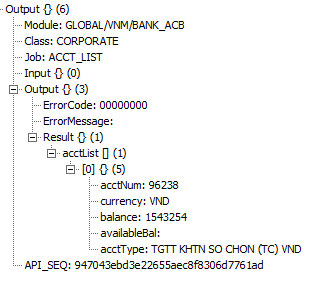 Output {} (6)
Module: GLOBAL/VNM/BANK_ACB
Class: CORPORATE
Job: ACCT_LIST
Input {} (0)
Output {} (3)
ErrorCode: 00000000
ErrorMessage:
Result {} (1)
acctList [] (1)
[0] {} (5)
acctNum: 96238
currency: VND
balance: 1543254
availableBal:
acctType: TGTT KHTN SO CHON (TC) VND
API_SEQ: 947043ebd3e22655aec8f8306d7761ad